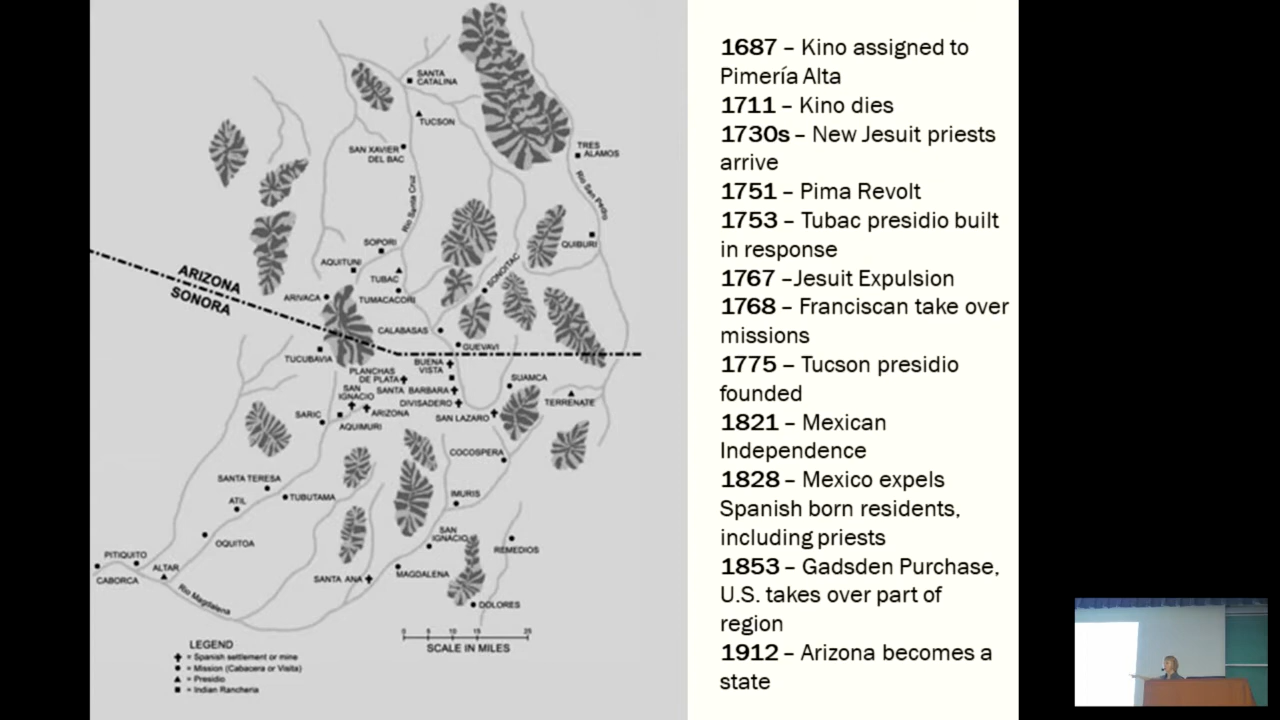 SANTA
CATALINA
TUCSON
SAN XAVIER
DEL BAC
TRES
ALAMOS
Rio Santa Cruz
Rio San Pedro
SOPORI
QUIBURI
AQUITUNI
TUBAC
SONOITAC
ARIZONA
SONORA
ARIVACA
TUMACACORI
CALABASAS
GUEVAVI
TUCUBAVIA
BUENA
VISTA
PLANCHAS
DE PLATA
SUAMCA
SAN
IGNACIO
SANTA BARBARA
DIVISADERO
TERRENATE
SARIC
ARIZONA
SAN LAZARO
AQUIMURI
COCOSPERA
SANTA TERESA
TUBUTAMA
IMURIS
ATIL
OQUITOA
SAN
IGNACIO
REMEDIOS
PITIQUITO
CABORCA
ALTAR
SANTA ANA
MAGDALENA
Rio Magdalena
DOLORES
0 5 10 15 25
SCALE IN MILES
LEGEND
= Spanish settlement or mine
= Mission (Cabacera or Visita)
= Presidio
= Indian Rancheria
1687 – Kino assigned to
Pimería Alta
1711 – Kino dies
1730s – New Jesuit priests
arrive
1751 – Pima Revolt
1753 – Tubac presidio built
in response
1767 –Jesuit Expulsion
1768 – Franciscan take over
missions
1775 – Tucson presidio
founded
1821 – Mexican
Independence
1828 – Mexico expels
Spanish born residents,
including priests
1853 – Gadsden Purchase,
U.S. takes over part of
region
1912 – Arizona becomes a
state